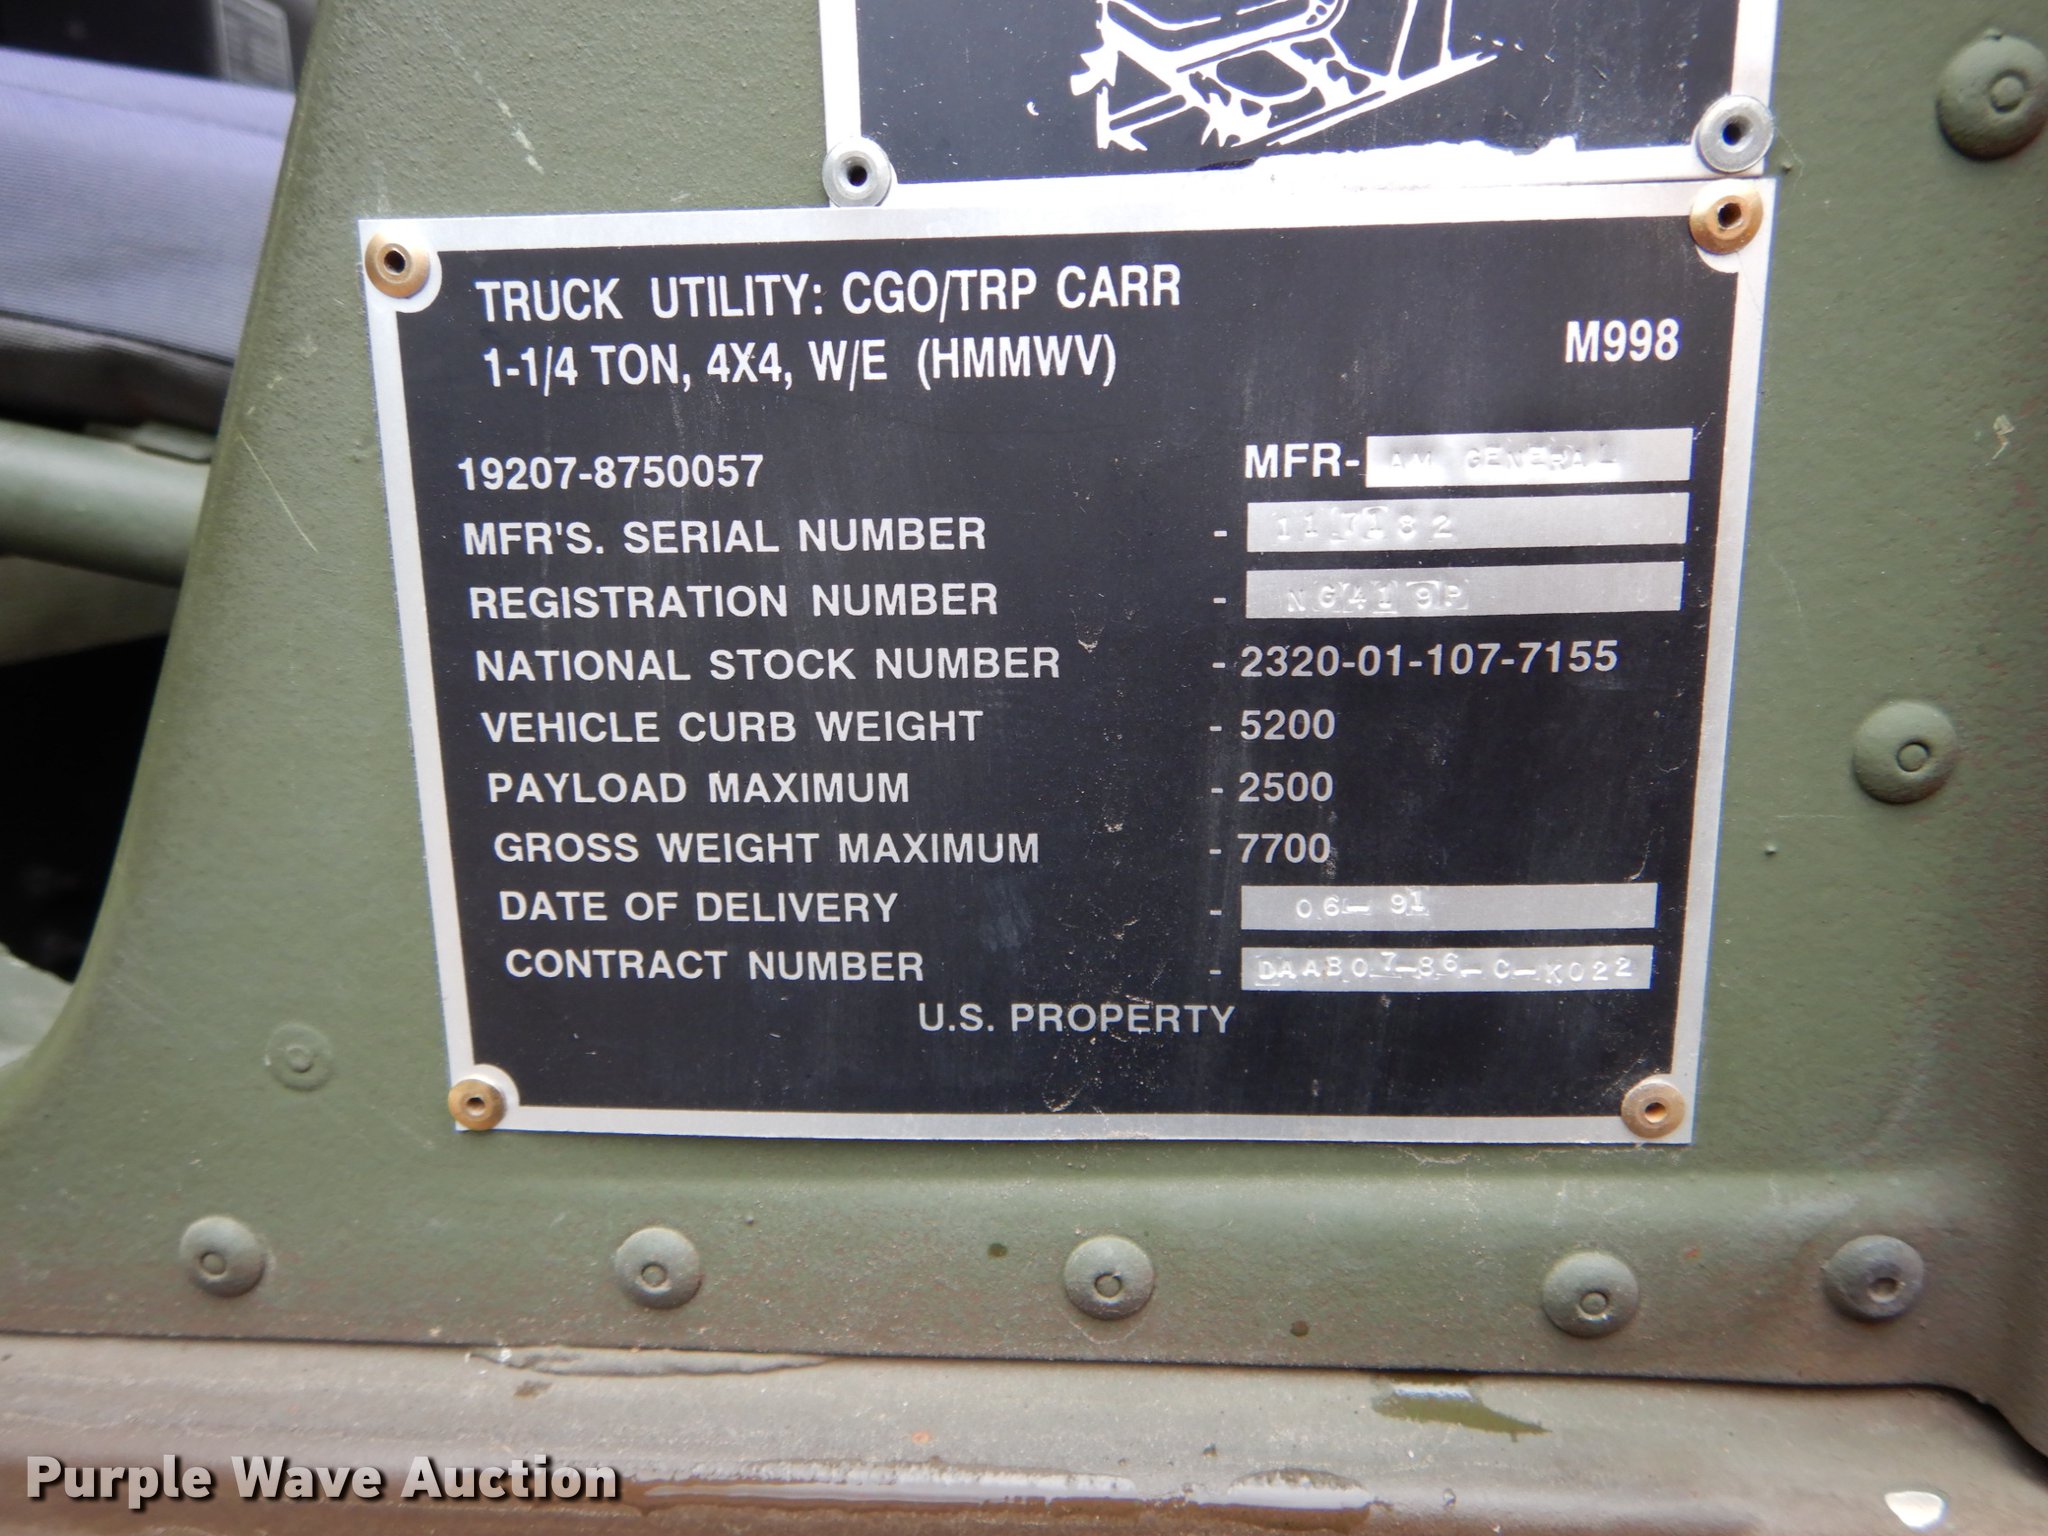 TRUCK UTILITY: CGO/TRP CARR
1-1/4 TON, 4X4, W/E (HMMWV)
M998
19207-8750057
MFR- AM GENERAL
MFR'S. SERIAL NUMBER - 117182
REGISTRATION NUMBER - NG419P
NATIONAL STOCK NUMBER - 2320-01-107-7155
VEHICLE CURB WEIGHT - 5200
PAYLOAD MAXIMUM - 2500
GROSS WEIGHT MAXIMUM - 7700
DATE OF DELIVERY - 06-91
CONTRACT NUMBER - DAAB07-86-C-K022
U.S. PROPERTY
Purple Wave Auction